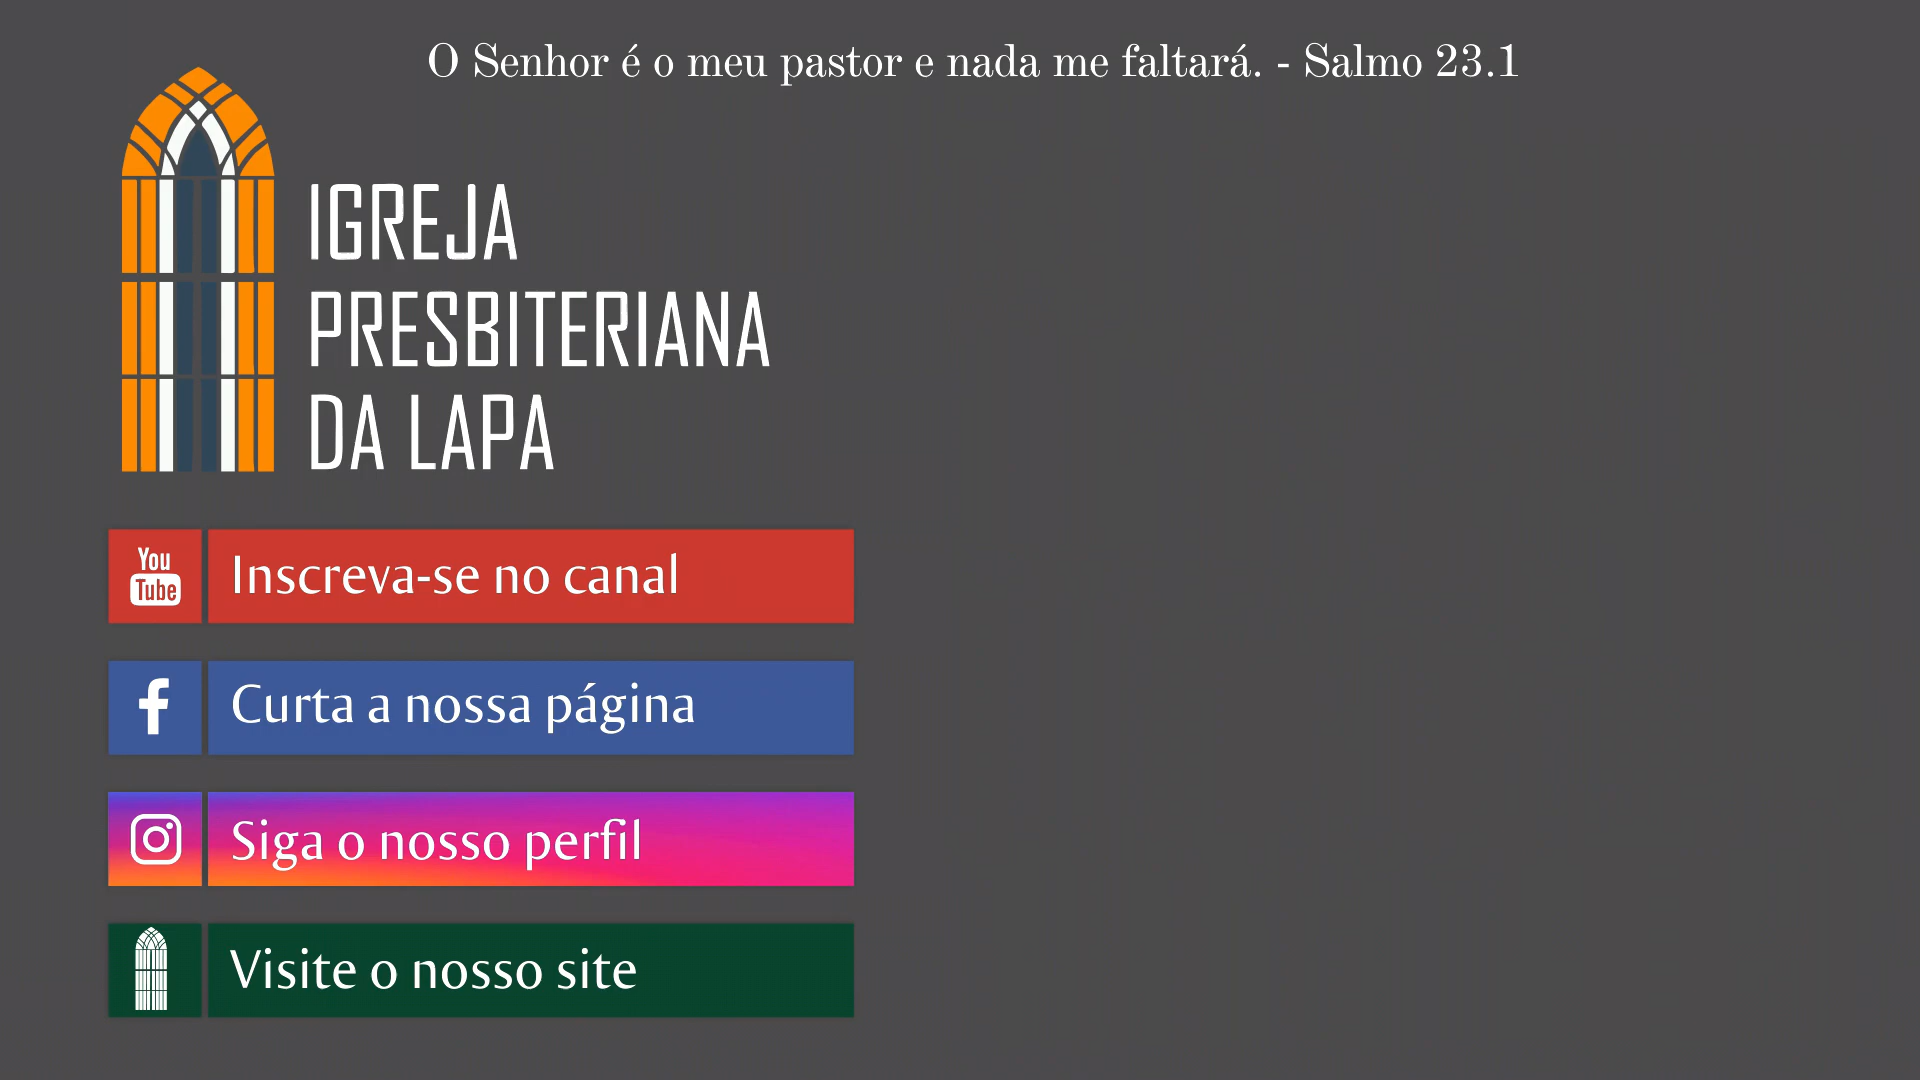 O Senhor é o meu pastor e nada me faltará. - Salmo 23.1
IGREJA
PRESBITERIANA
DA LAPA
You
Tube
Inscreva-se no canal
f
Curta a nossa página
Siga o nosso perfil
Visite o nosso site